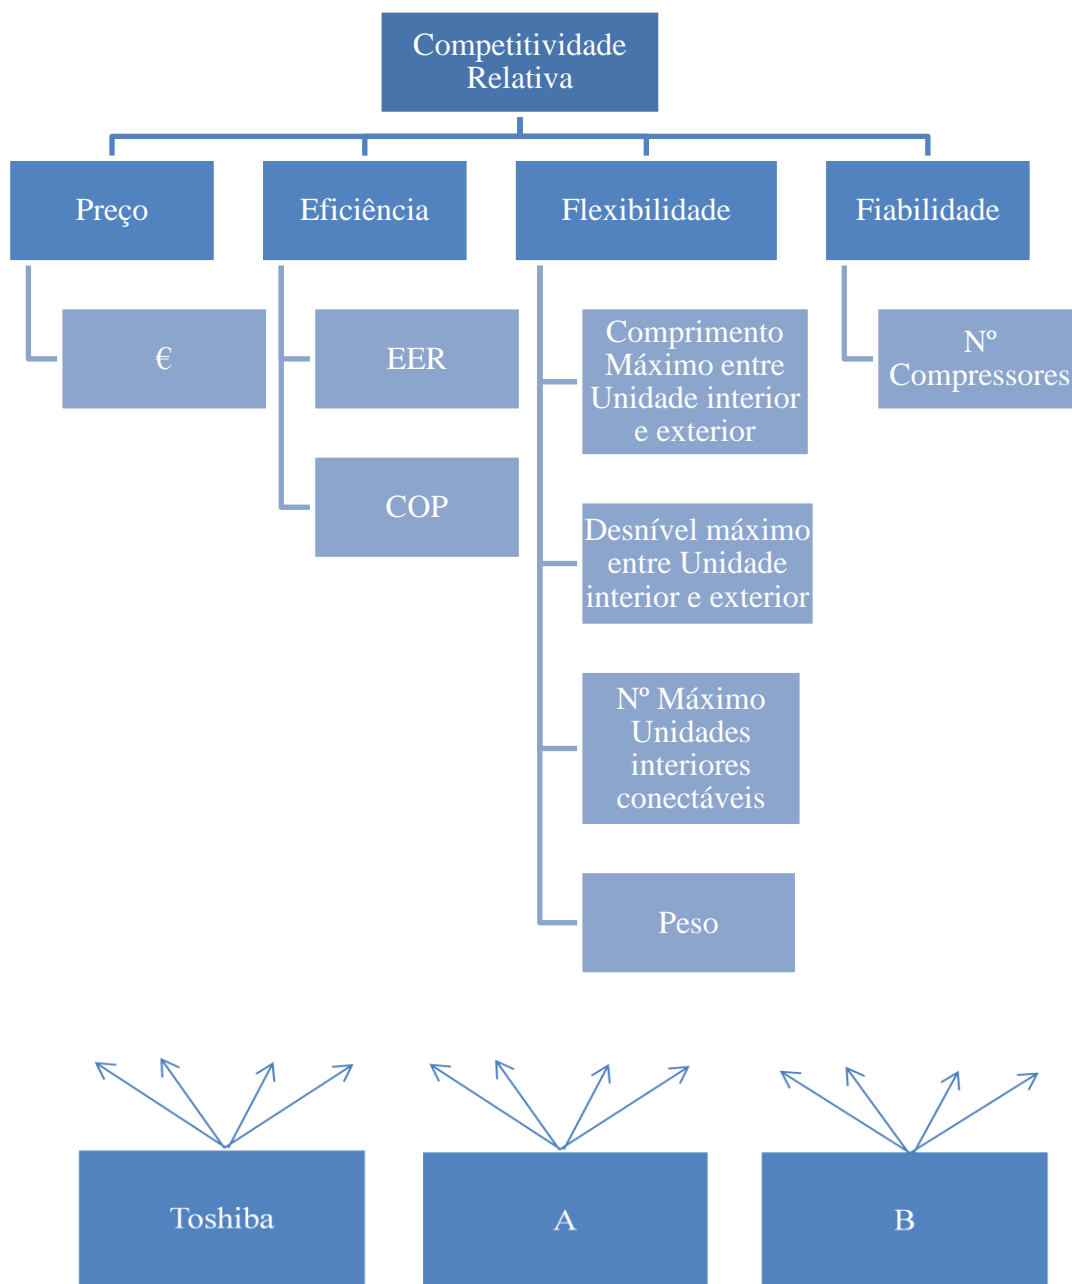 Competitividade
Relativa
Preço
Eficiência
Flexibilidade
Fiabilidade
€
EER
COP
Comprimento
Máximo entre
Unidade interior
e exterior
Desnível máximo
entre Unidade
interior e exterior
Nº Máximo
Unidades
interiores
conectáveis
Peso
Nº
Compressores
Toshiba
A
B